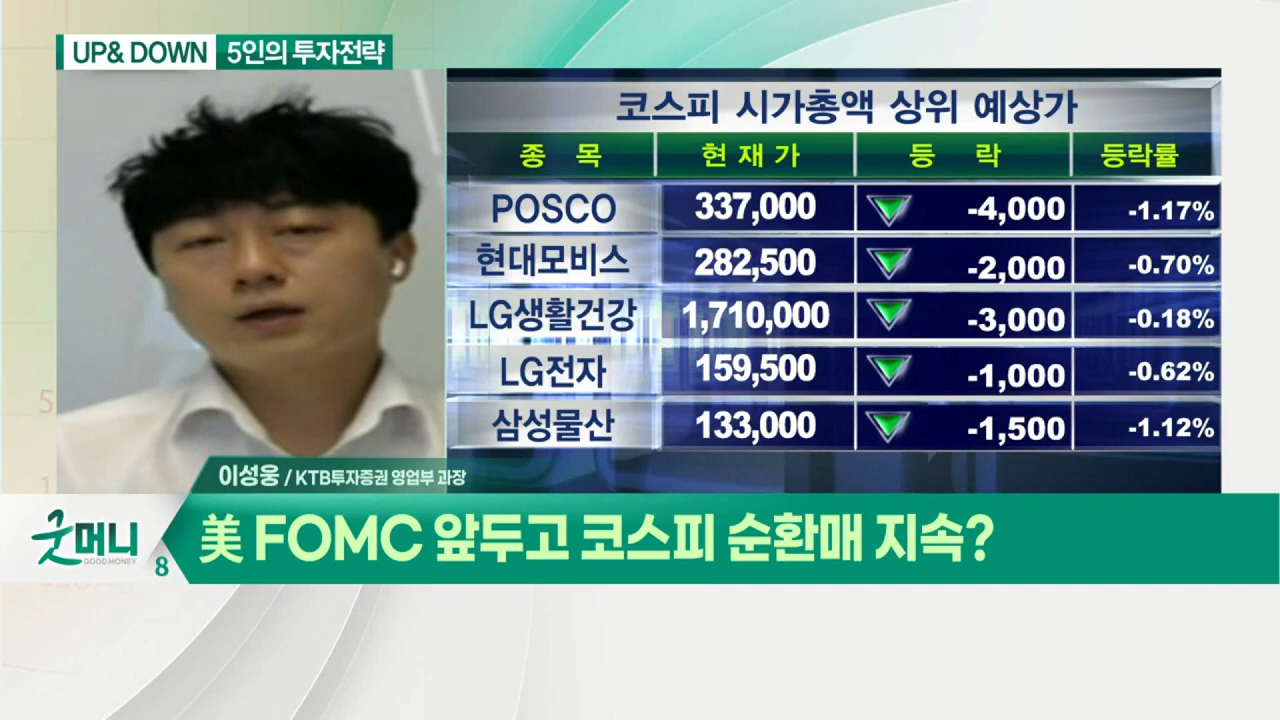 UP& DOWN 5인의 투자전략
코스피 시가총액 상위 예상가
종 목 현 재 가 등 락 등락률
POSCO 337,000 -4,000 -1.17%
현대모비스 282,500 -2,000 -0.70%
LG생활건강 1,710,000 -3,000 -0.18%
LG전자 159,500 -1,000 -0.62%
삼성물산 133,000 -1,500 -1.12%
이성웅 / KTB투자증권 영업부 과장
美 FOMC 앞두고 코스피 순환매 지속?
굿머니
GOOD MONEY
8
5
1